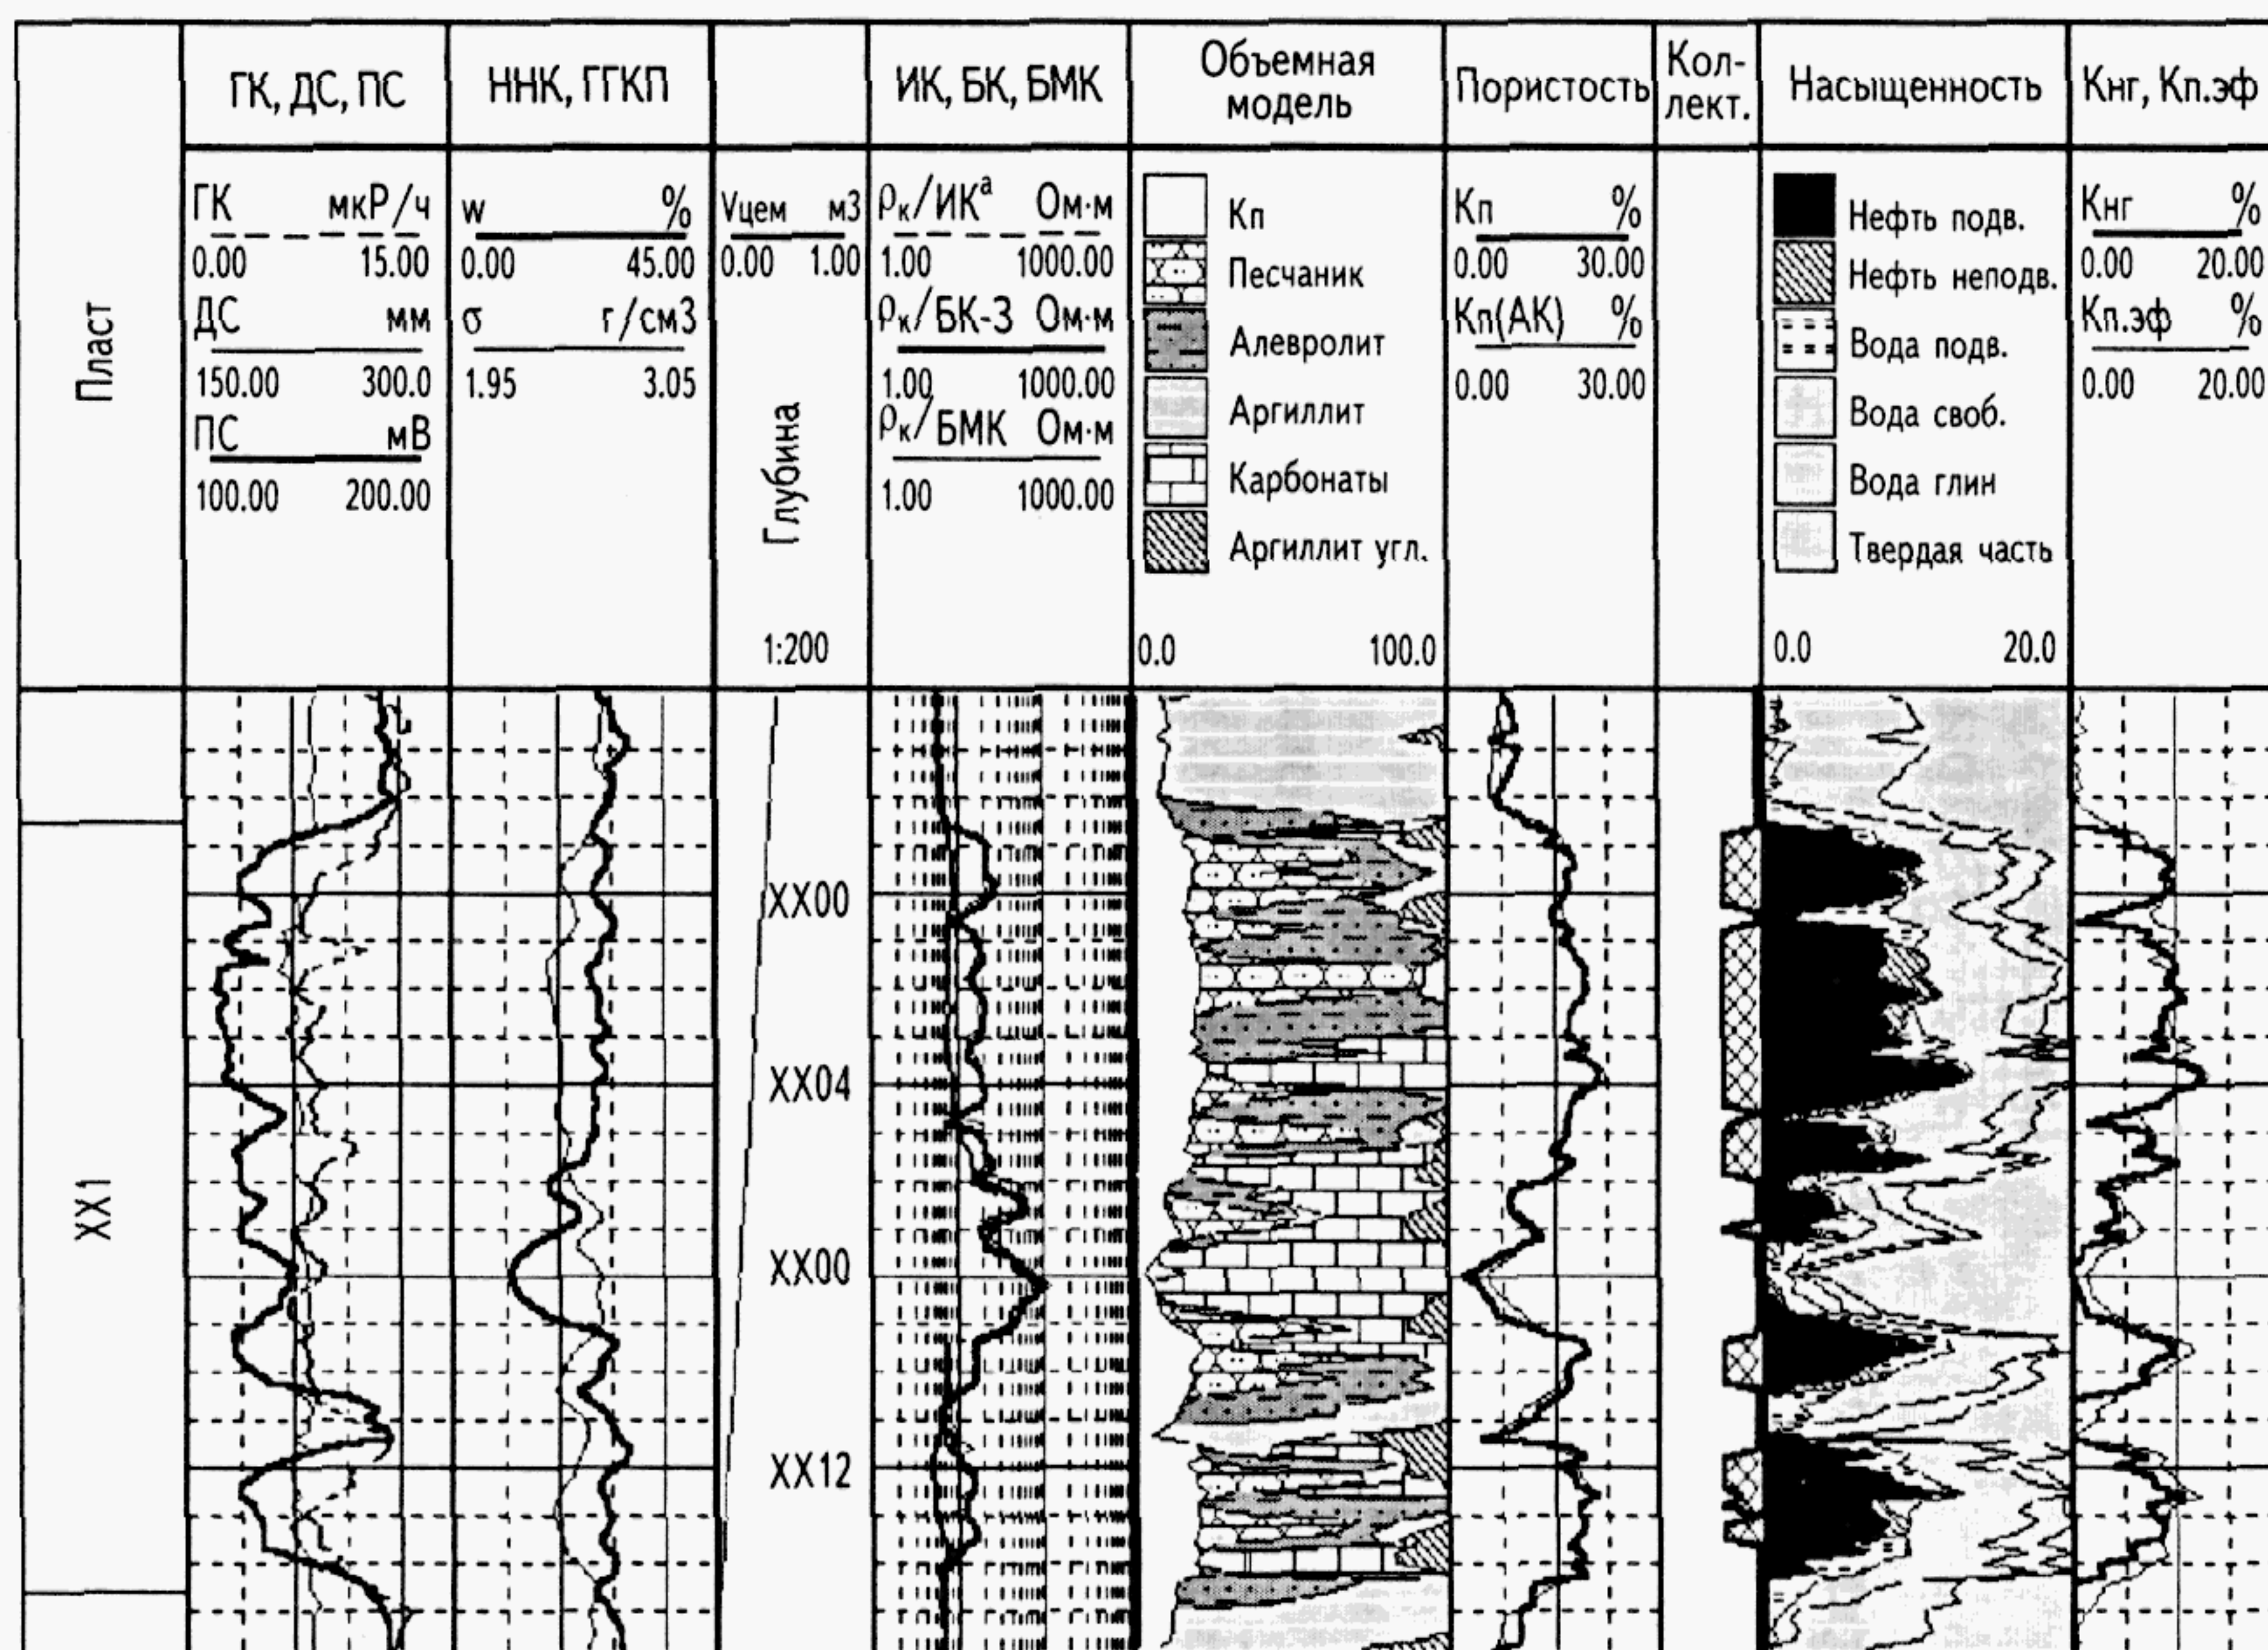 Пласт
ГК, ДС, ПС
ННК, ГГКП
ИК, БК, БМК
Объемная
модель
Пористость
Кол-
лект.
Насыщенность
Кнг, Кп.эф
ГК мкР/ч
0.00 15.00
ДС мм
150.00 300.0
ПС мВ
100.00 200.00
w %
0.00 45.00
σ г/см3
1.95 3.05
Vцем м3
0.00 1.00
Глубина
1:200
ρк/ИКа Ом·м
1.00 1000.00
ρк/БК-3 Ом·м
1.00 1000.00
ρк/БМК Ом·м
1.00 1000.00
Кп
Песчаник
Алевролит
Аргиллит
Карбонаты
Аргиллит угл.
0.0 100.0
Кп %
0.00 30.00
Кп(АК) %
0.00 30.00
Нефть подв.
Нефть неподв.
Вода подв.
Вода своб.
Вода глин
Твердая часть
0.0 20.0
Кнг %
0.00 20.00
Кп.эф %
0.00 20.00
XX1
XX00
XX04
XX00
XX12